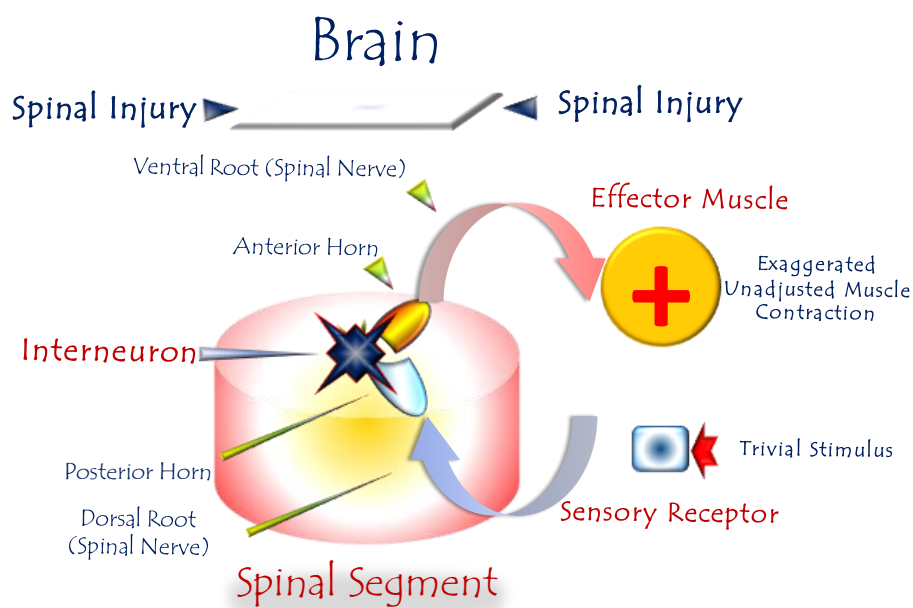 Brain
Spinal Injury
Spinal Injury
Ventral Root (Spinal Nerve)
Effector Muscle
Anterior Horn
Exaggerated
Unadjusted Muscle
Contraction
Interneuron
Trivial Stimulus
Posterior Horn
Sensory Receptor
Dorsal Root
(Spinal Nerve)
Spinal Segment